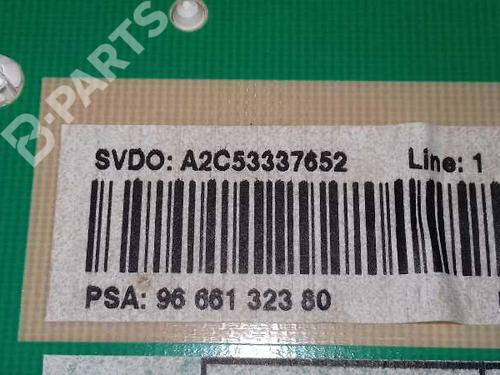 B-PARTS
SVDO: A2C53337652 Line: 1
PSA: 96 661 323 80